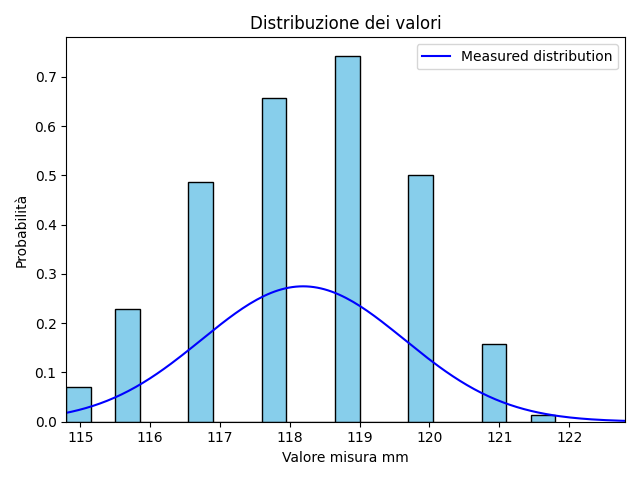 Distribuzione dei valori
Measured distribution
Probabilità
0.7
0.6
0.5
0.4
0.3
0.2
0.1
0.0
115 116 117 118 119 120 121 122
Valore misura mm